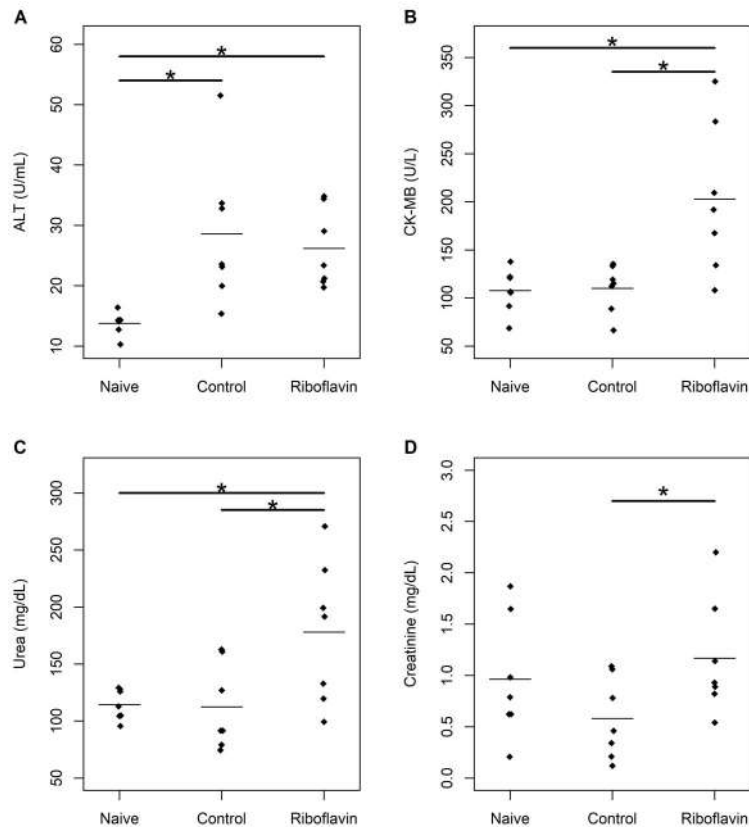 A
ALT (U/mL)
60
50
40
30
20
10
*
*
Naive Control Riboflavin
B
CK-MB (U/L)
350
300
250
200
150
100
50
*
*
Naive Control Riboflavin
C
Urea (mg/dL)
300
250
200
150
100
50
*
*
Naive Control Riboflavin
D
Creatinine (mg/dL)
3.0
2.5
2.0
1.5
1.0
0.5
0.0
*
Naive Control Riboflavin